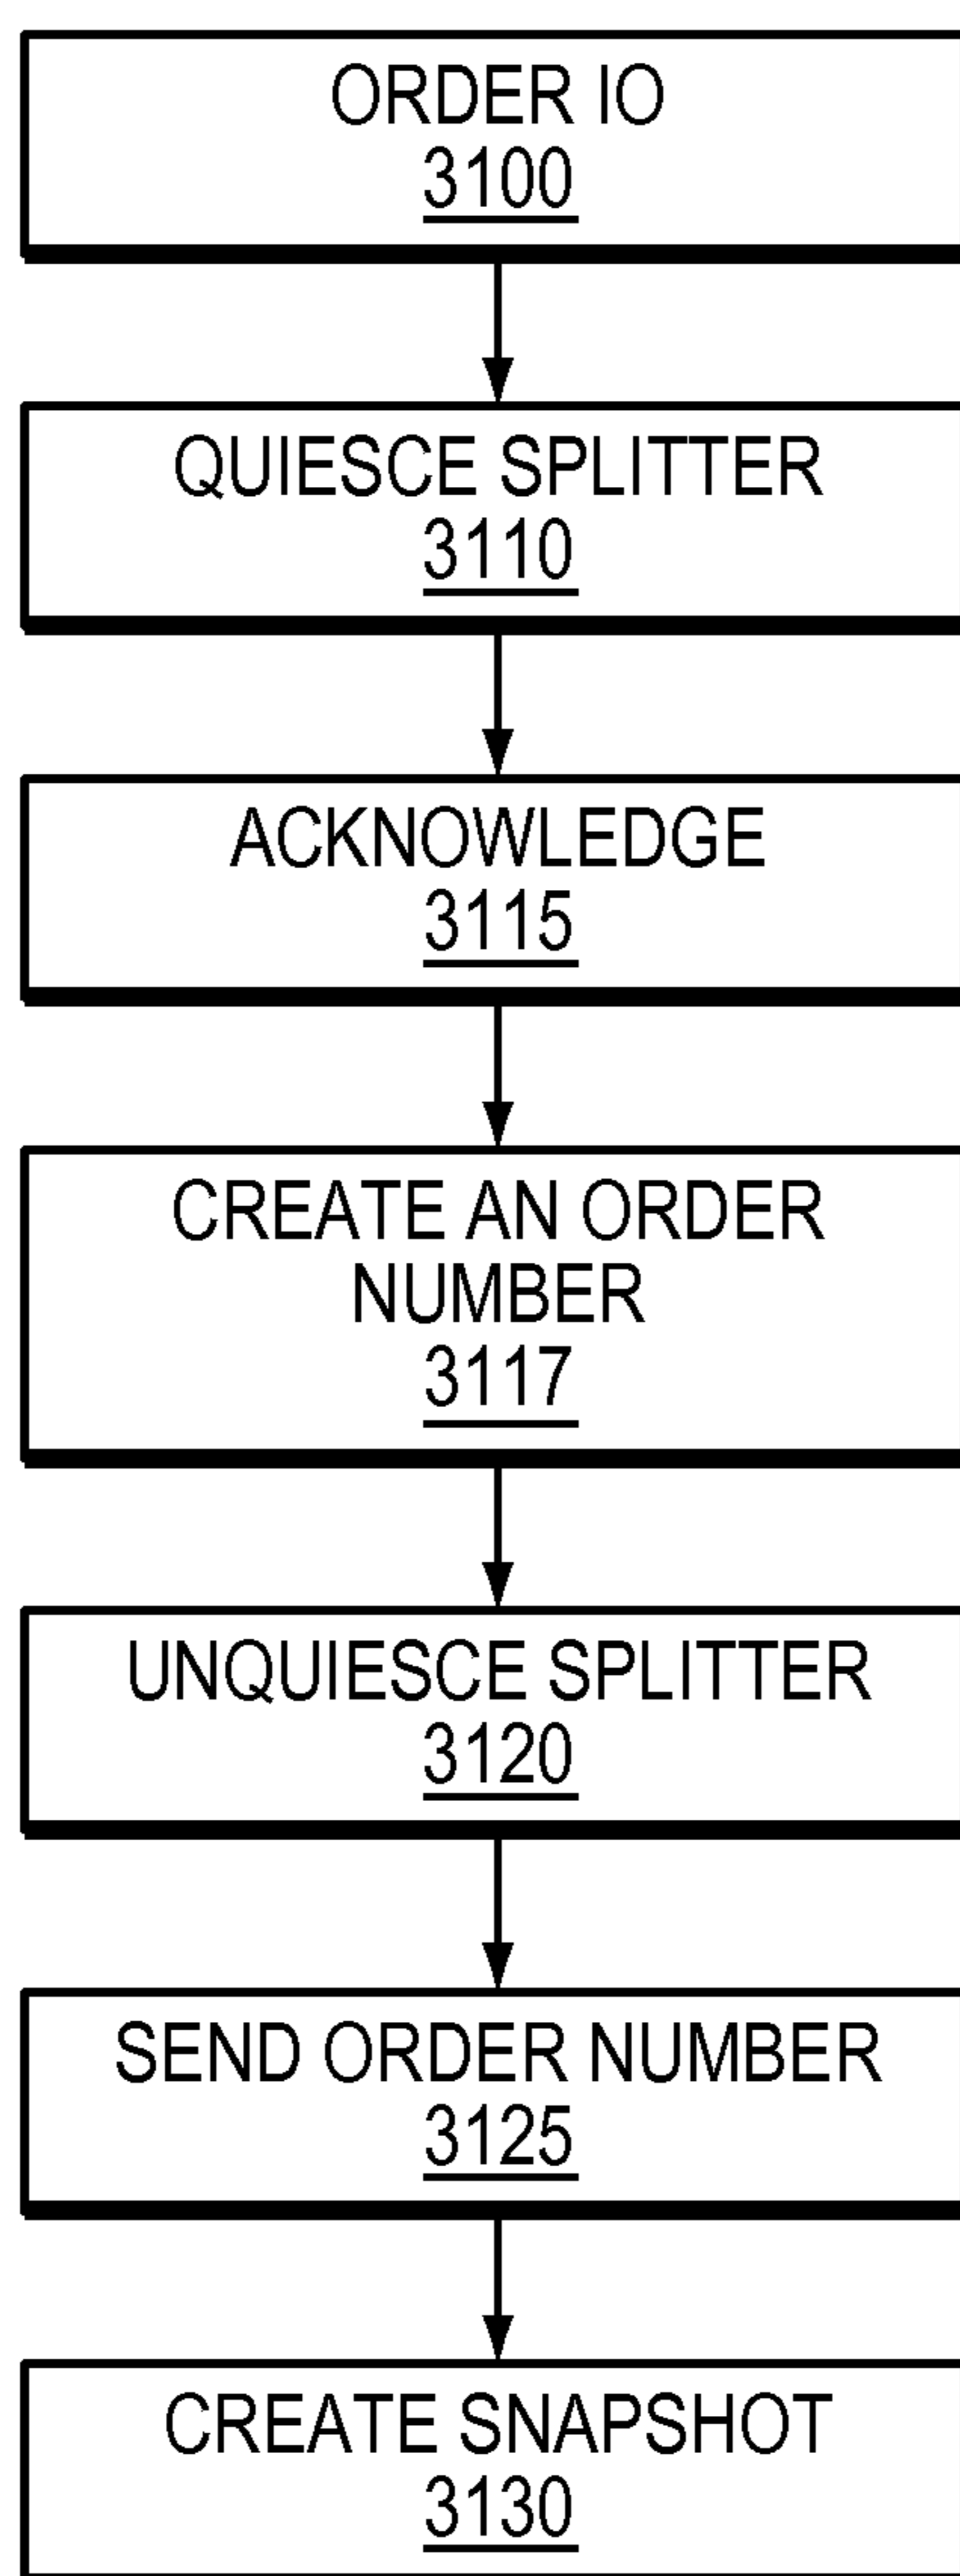 ORDER IO
3100
QUIESCE SPLITTER
3110
ACKNOWLEDGE
3115
CREATE AN ORDER
NUMBER
3117
UNQUIESCE SPLITTER
3120
SEND ORDER NUMBER
3125
CREATE SNAPSHOT
3130